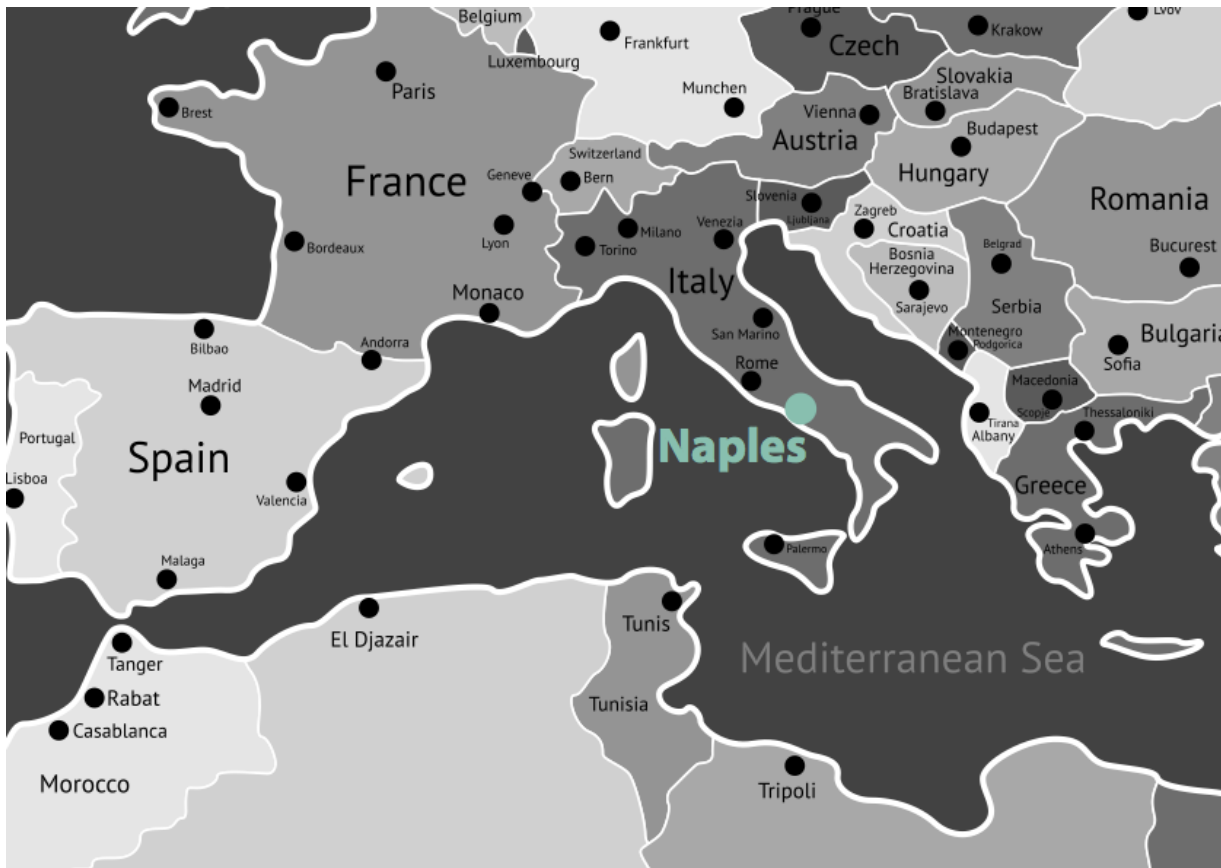 Belgium
Luxembourg
Frankfurt
Prague
Czech
Krakow
Lvov
Paris
Munchen
Slovakia
Bratislava
Brest
Vienna
Austria
Budapest
Hungary
Switzerland
Geneve
Bern
France
Slovenia
Ljubljana
Zagreb
Croatia
Romania
Bordeaux
Lyon
Torino
Milano
Venezia
Bosnia
Herzegovina
Sarajevo
Belgrad
Serbia
Bucurest
Monaco
Italy
San Marino
Montenegro
Podgorica
Bulgaria
Sofia
Bilbao
Andorra
Rome
Macedonia
Scopje
Thessaloniki
Madrid
Tirana
Albany
Portugal
Spain
Naples
Lisboa
Valencia
Greece
Malaga
Palermo
Athens
Tanger
El Djazair
Tunis
Mediterranean Sea
Rabat
Casablanca
Tunisia
Morocco
Tripoli